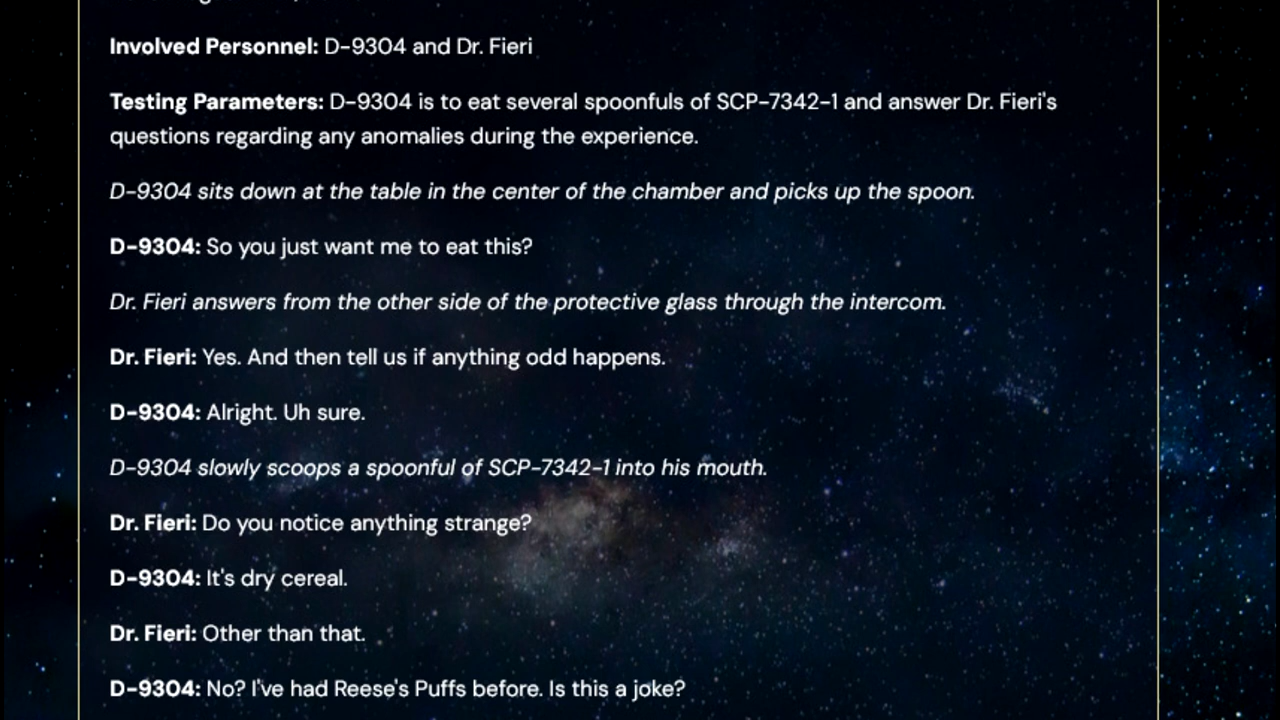 Involved Personnel: D-9304 and Dr. Fieri
Testing Parameters: D-9304 is to eat several spoonfuls of SCP-7342-1 and answer Dr. Fieri's
questions regarding any anomalies during the experience.
D-9304 sits down at the table in the center of the chamber and picks up the spoon.
D-9304: So you just want me to eat this?
Dr. Fieri answers from the other side of the protective glass through the intercom.
Dr. Fieri: Yes. And then tell us if anything odd happens.
D-9304: Alright. Uh sure.
D-9304 slowly scoops a spoonful of SCP-7342-1 into his mouth.
Dr. Fieri: Do you notice anything strange?
D-9304: It's dry cereal.
Dr. Fieri: Other than that.
D-9304: No? I've had Reese's Puffs before. Is this a joke?